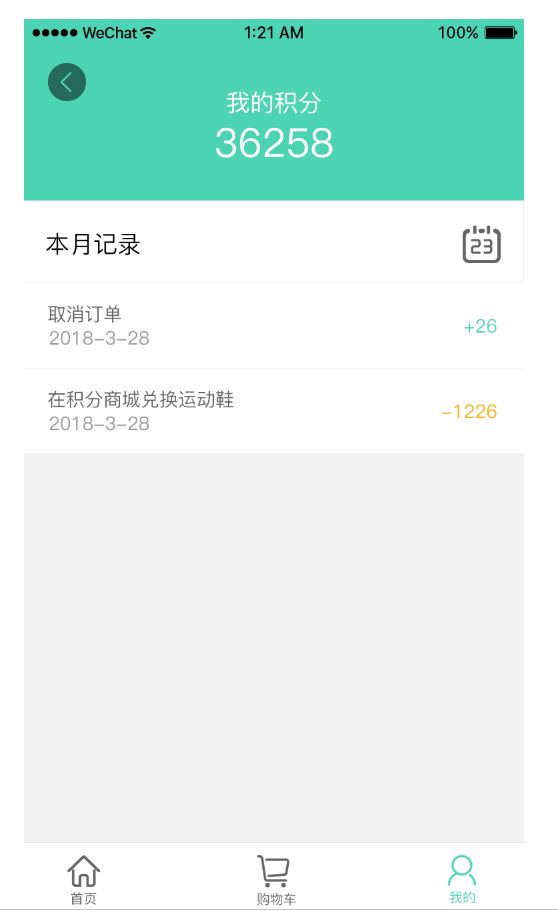 WeChat 1:21 AM 100%
我的积分
36258
本月记录
23
取消订单
2018-3-28
+26
在积分商城兑换运动鞋
2018-3-28
-1226
首页 购物车 我的